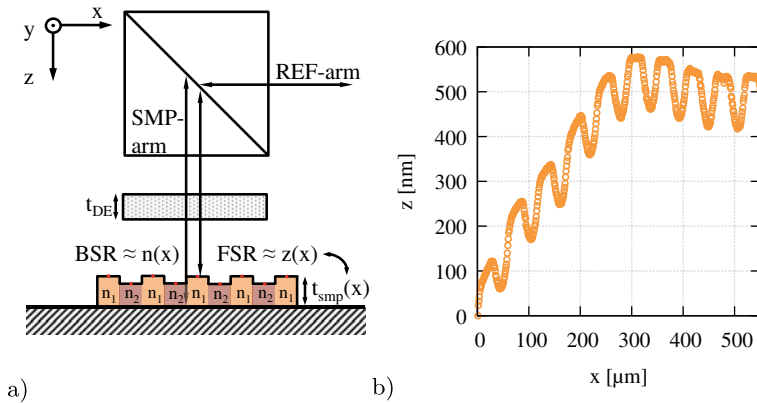 y
x
z
REF-arm
SMP-
arm
t_DE
BSR ≈ n(x)
FSR ≈ z(x)
n₁ n₂ n₁ n₂ n₁ n₂ n₁ n₂ n₁
t_smp(x)
a)
600
500
400
300
200
100
0
z [nm]
0 100 200 300 400 500
x [μm]
b)